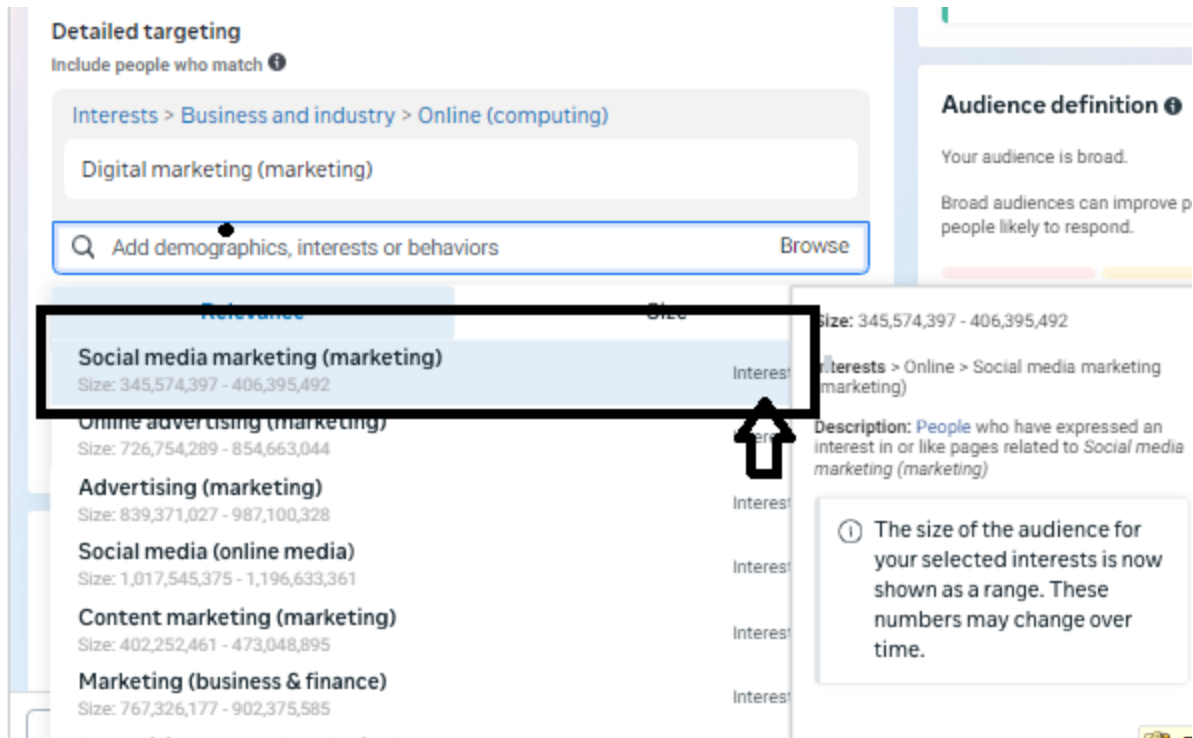 Detailed targeting
Include people who match
Interests > Business and industry > Online (computing)
Digital marketing (marketing)
Add demographics, interests or behaviors Browse
Relevance Size
Social media marketing (marketing)
Size: 345,574,397 - 406,395,492
Interest
Online advertising (marketing)
Size: 726,754,289 - 854,663,044
Advertising (marketing)
Size: 839,371,027 - 987,100,328
Interest
Social media (online media)
Size: 1,017,545,375 - 1,196,633,361
Interest
Content marketing (marketing)
Size: 402,252,461 - 473,048,895
Interest
Marketing (business & finance)
Size: 767,326,177 - 902,375,585
Interest
Audience definition
Your audience is broad.
Broad audiences can improve
people likely to respond.
Size: 345,574,397 - 406,395,492
Interests > Online > Social media marketing
(marketing)
Description: People who have expressed an
interest in or like pages related to Social media
marketing (marketing)
The size of the audience for
your selected interests is now
shown as a range. These
numbers may change over
time.